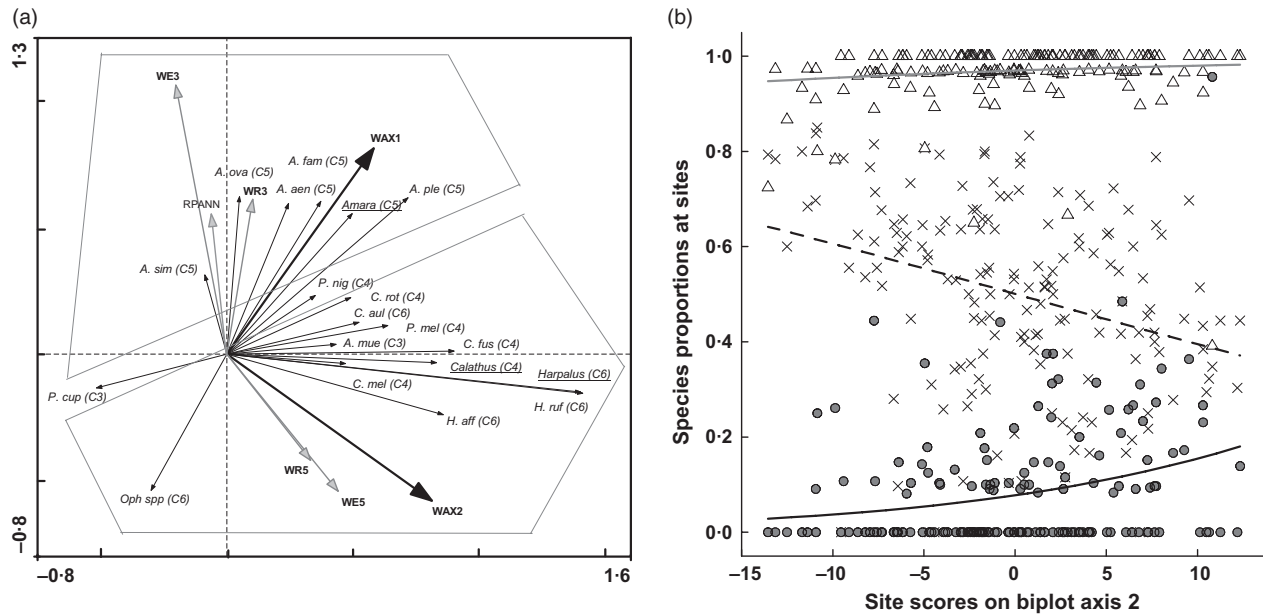 (a)
1·3
WE3
WAX1
A. fam (C5)
A. ova (C5)
WR3
A. aen (C5)
A. ple (C5)
RPANN
Amara (C5)
A. sim (C5)
P. nig (C4)
C. rot (C4)
C. aul (C6)
P. mel (C4)
A. mue (C3)
C. fus (C4)
Calathus (C4)
Harpalus (C6)
P. cup (C3)
C. mel (C4)
H. ruf (C6)
H. aff (C6)
WR5
WE5
Oph spp (C6)
WAX2
–0·8
–0·8
1·6
(b)
Species proportions at sites
1·0
0·8
0·6
0·4
0·2
0·0
–15
–10
–5
0
5
10
Site scores on biplot axis 2